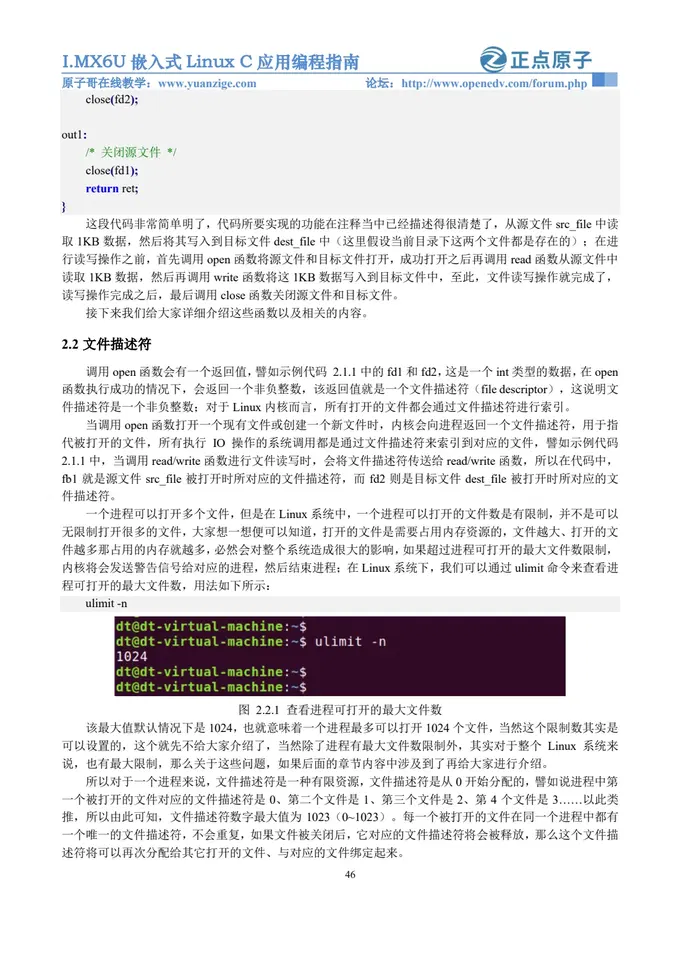 I.MX6U 嵌入式 Linux C 应用编程指南
正点原子
原子哥在线教学：www.yuanzige.com 论坛：http://www.openedv.com/forum.php
close(fd2);
out1:
/* 关闭源文件 */
close(fd1);
return ret;
}
这段代码非常简单明了，代码所要实现的功能在注释当中已经描述得很清楚了，从源文件 src_file 中读
取 1KB 数据，然后将其写入到目标文件 dest_file 中（这里假设当前目录下这两个文件都是存在的）；在进
行读写操作之前，首先调用 open 函数将源文件和目标文件打开，成功打开之后再调用 read 函数从源文件中
读取 1KB 数据，然后再调用 write 函数将这 1KB 数据写入到目标文件中，至此，文件读写操作就完成了，
读写操作完成之后，最后调用 close 函数关闭源文件和目标文件。
接下来我们给大家详细介绍这些函数以及相关的内容。
2.2 文件描述符
调用 open 函数会有一个返回值，譬如示例代码 2.1.1 中的 fd1 和 fd2，这是一个 int 类型的数据，在 open
函数执行成功的情况下，会返回一个非负整数，该返回值就是一个文件描述符（file descriptor），这说明文
件描述符是一个非负整数；对于 Linux 内核而言，所有打开的文件都会通过文件描述符进行索引。
当调用 open 函数打开一个现有文件或创建一个新文件时，内核会向进程返回一个文件描述符，用于指
代被打开的文件，所有执行 IO 操作的系统调用都是通过文件描述符来索引到对应的文件，譬如示例代码
2.1.1 中，当调用 read/write 函数进行文件读写时，会将文件描述符传送给 read/write 函数，所以在代码中，
fb1 就是源文件 src_file 被打开时所对应的文件描述符，而 fd2 则是目标文件 dest_file 被打开时所对应的文
件描述符。
一个进程可以打开多个文件，但是在 Linux 系统中，一个进程可以打开的文件数是有限制，并不是可以
无限制打开很多的文件，大家想一想便可以知道，打开的文件是需要占用内存资源的，文件越大、打开的文
件越多那占用的内存就越多，必然会对整个系统造成很大的影响，如果超过进程可打开的最大文件数限制，
内核将会发送警告信号给对应的进程，然后结束进程；在 Linux 系统下，我们可以通过 ulimit 命令来查看进
程可打开的最大文件数，用法如下所示：
ulimit -n
dt@dt-virtual-machine:~$
dt@dt-virtual-machine:~$ ulimit -n
1024
dt@dt-virtual-machine:~$
dt@dt-virtual-machine:~$
图 2.2.1 查看进程可打开的最大文件数
该最大值默认情况下是 1024，也就意味着一个进程最多可以打开 1024 个文件，当然这个限制数其实是
可以设置的，这个就先不给大家介绍了，当然除了进程有最大文件数限制外，其实对于整个 Linux 系统来
说，也有最大限制，那么关于这些问题，如果后面的章节内容中涉及到了再给大家进行介绍。
所以对于一个进程来说，文件描述符是一种有限资源，文件描述符是从 0 开始分配的，譬如说进程中第
一个被打开的文件对应的文件描述符是 0、第二个文件是 1、第三个文件是 2、第 4 个文件是 3……以此类
推，所以由此可知，文件描述符数字最大值为 1023（0~1023）。每一个被打开的文件在同一个进程中都有
一个唯一的文件描述符，不会重复，如果文件被关闭后，它对应的文件描述符将会被释放，那么这个文件描
述符将可以再次分配给其它打开的文件、与对应的文件绑定起来。
46